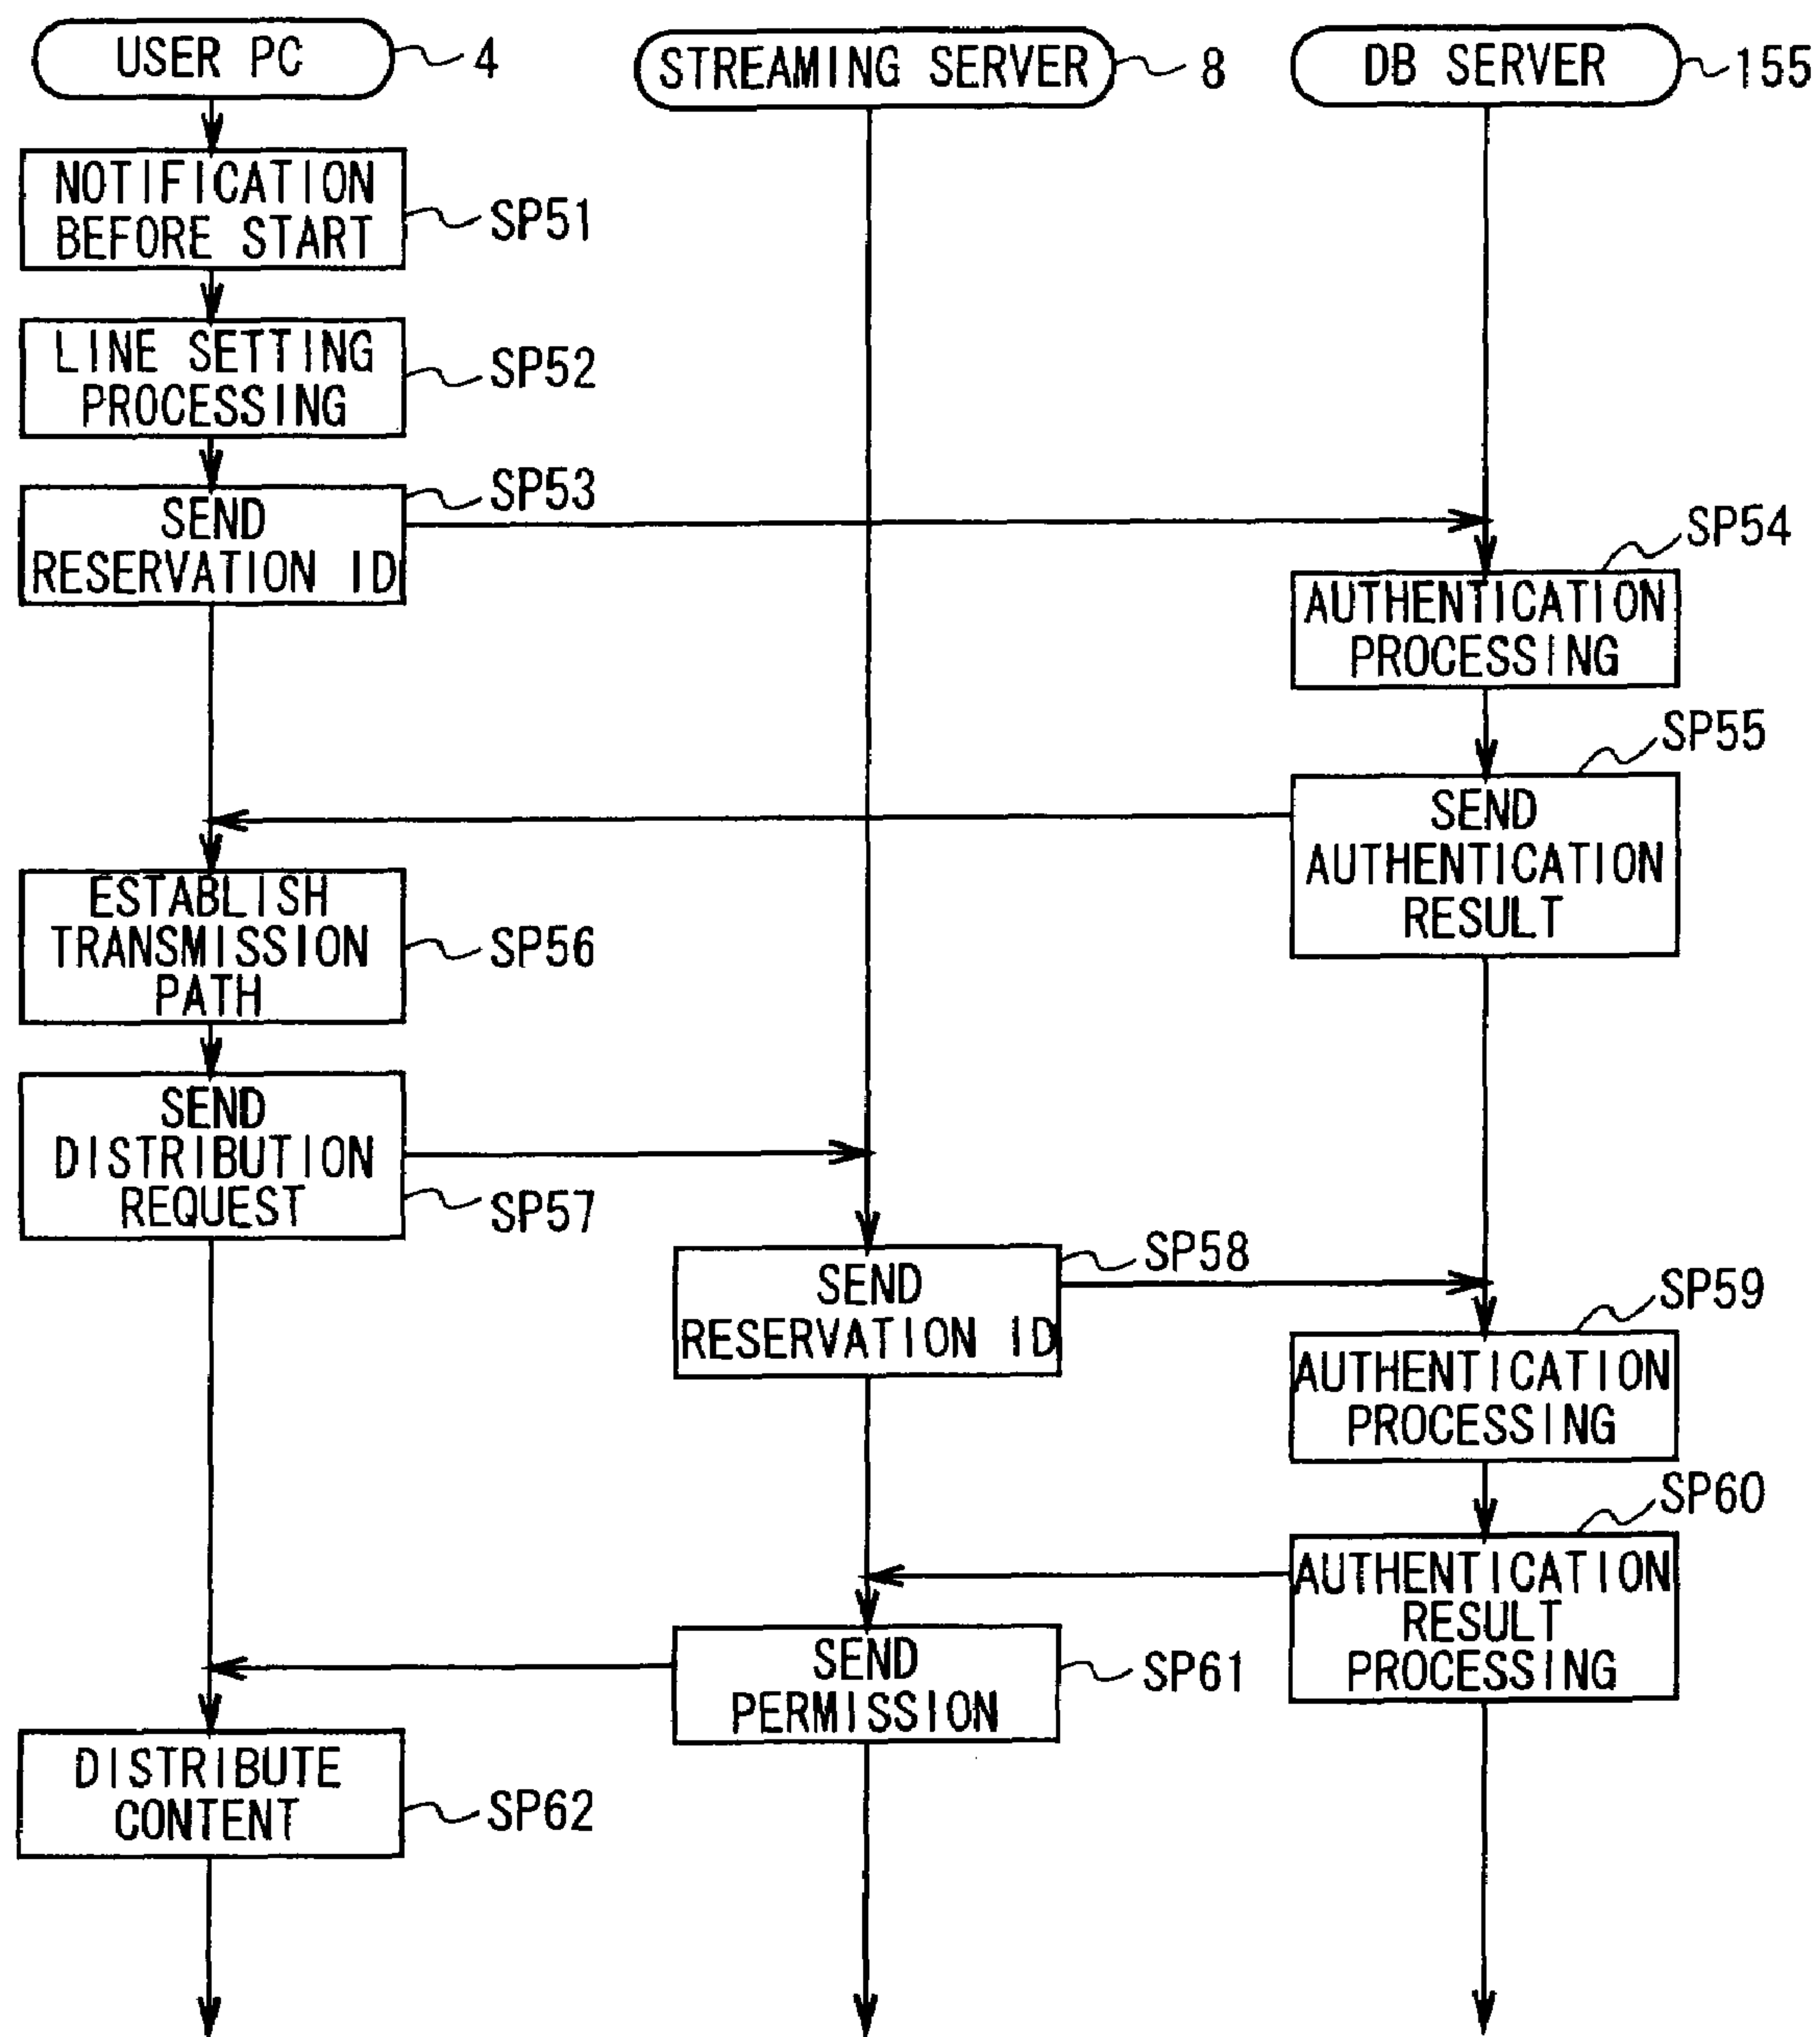 USER PC
4
STREAMING SERVER
8
DB SERVER
155
NOTIFICATION
BEFORE START
SP51
LINE SETTING
PROCESSING
SP52
SEND
RESERVATION ID
SP53
AUTHENTICATION
PROCESSING
SP54
SEND
AUTHENTICATION
RESULT
SP55
ESTABLISH
TRANSMISSION
PATH
SP56
SEND
DISTRIBUTION
REQUEST
SP57
SEND
RESERVATION ID
SP58
AUTHENTICATION
PROCESSING
SP59
AUTHENTICATION
RESULT
PROCESSING
SP60
SEND
PERMISSION
SP61
DISTRIBUTE
CONTENT
SP62